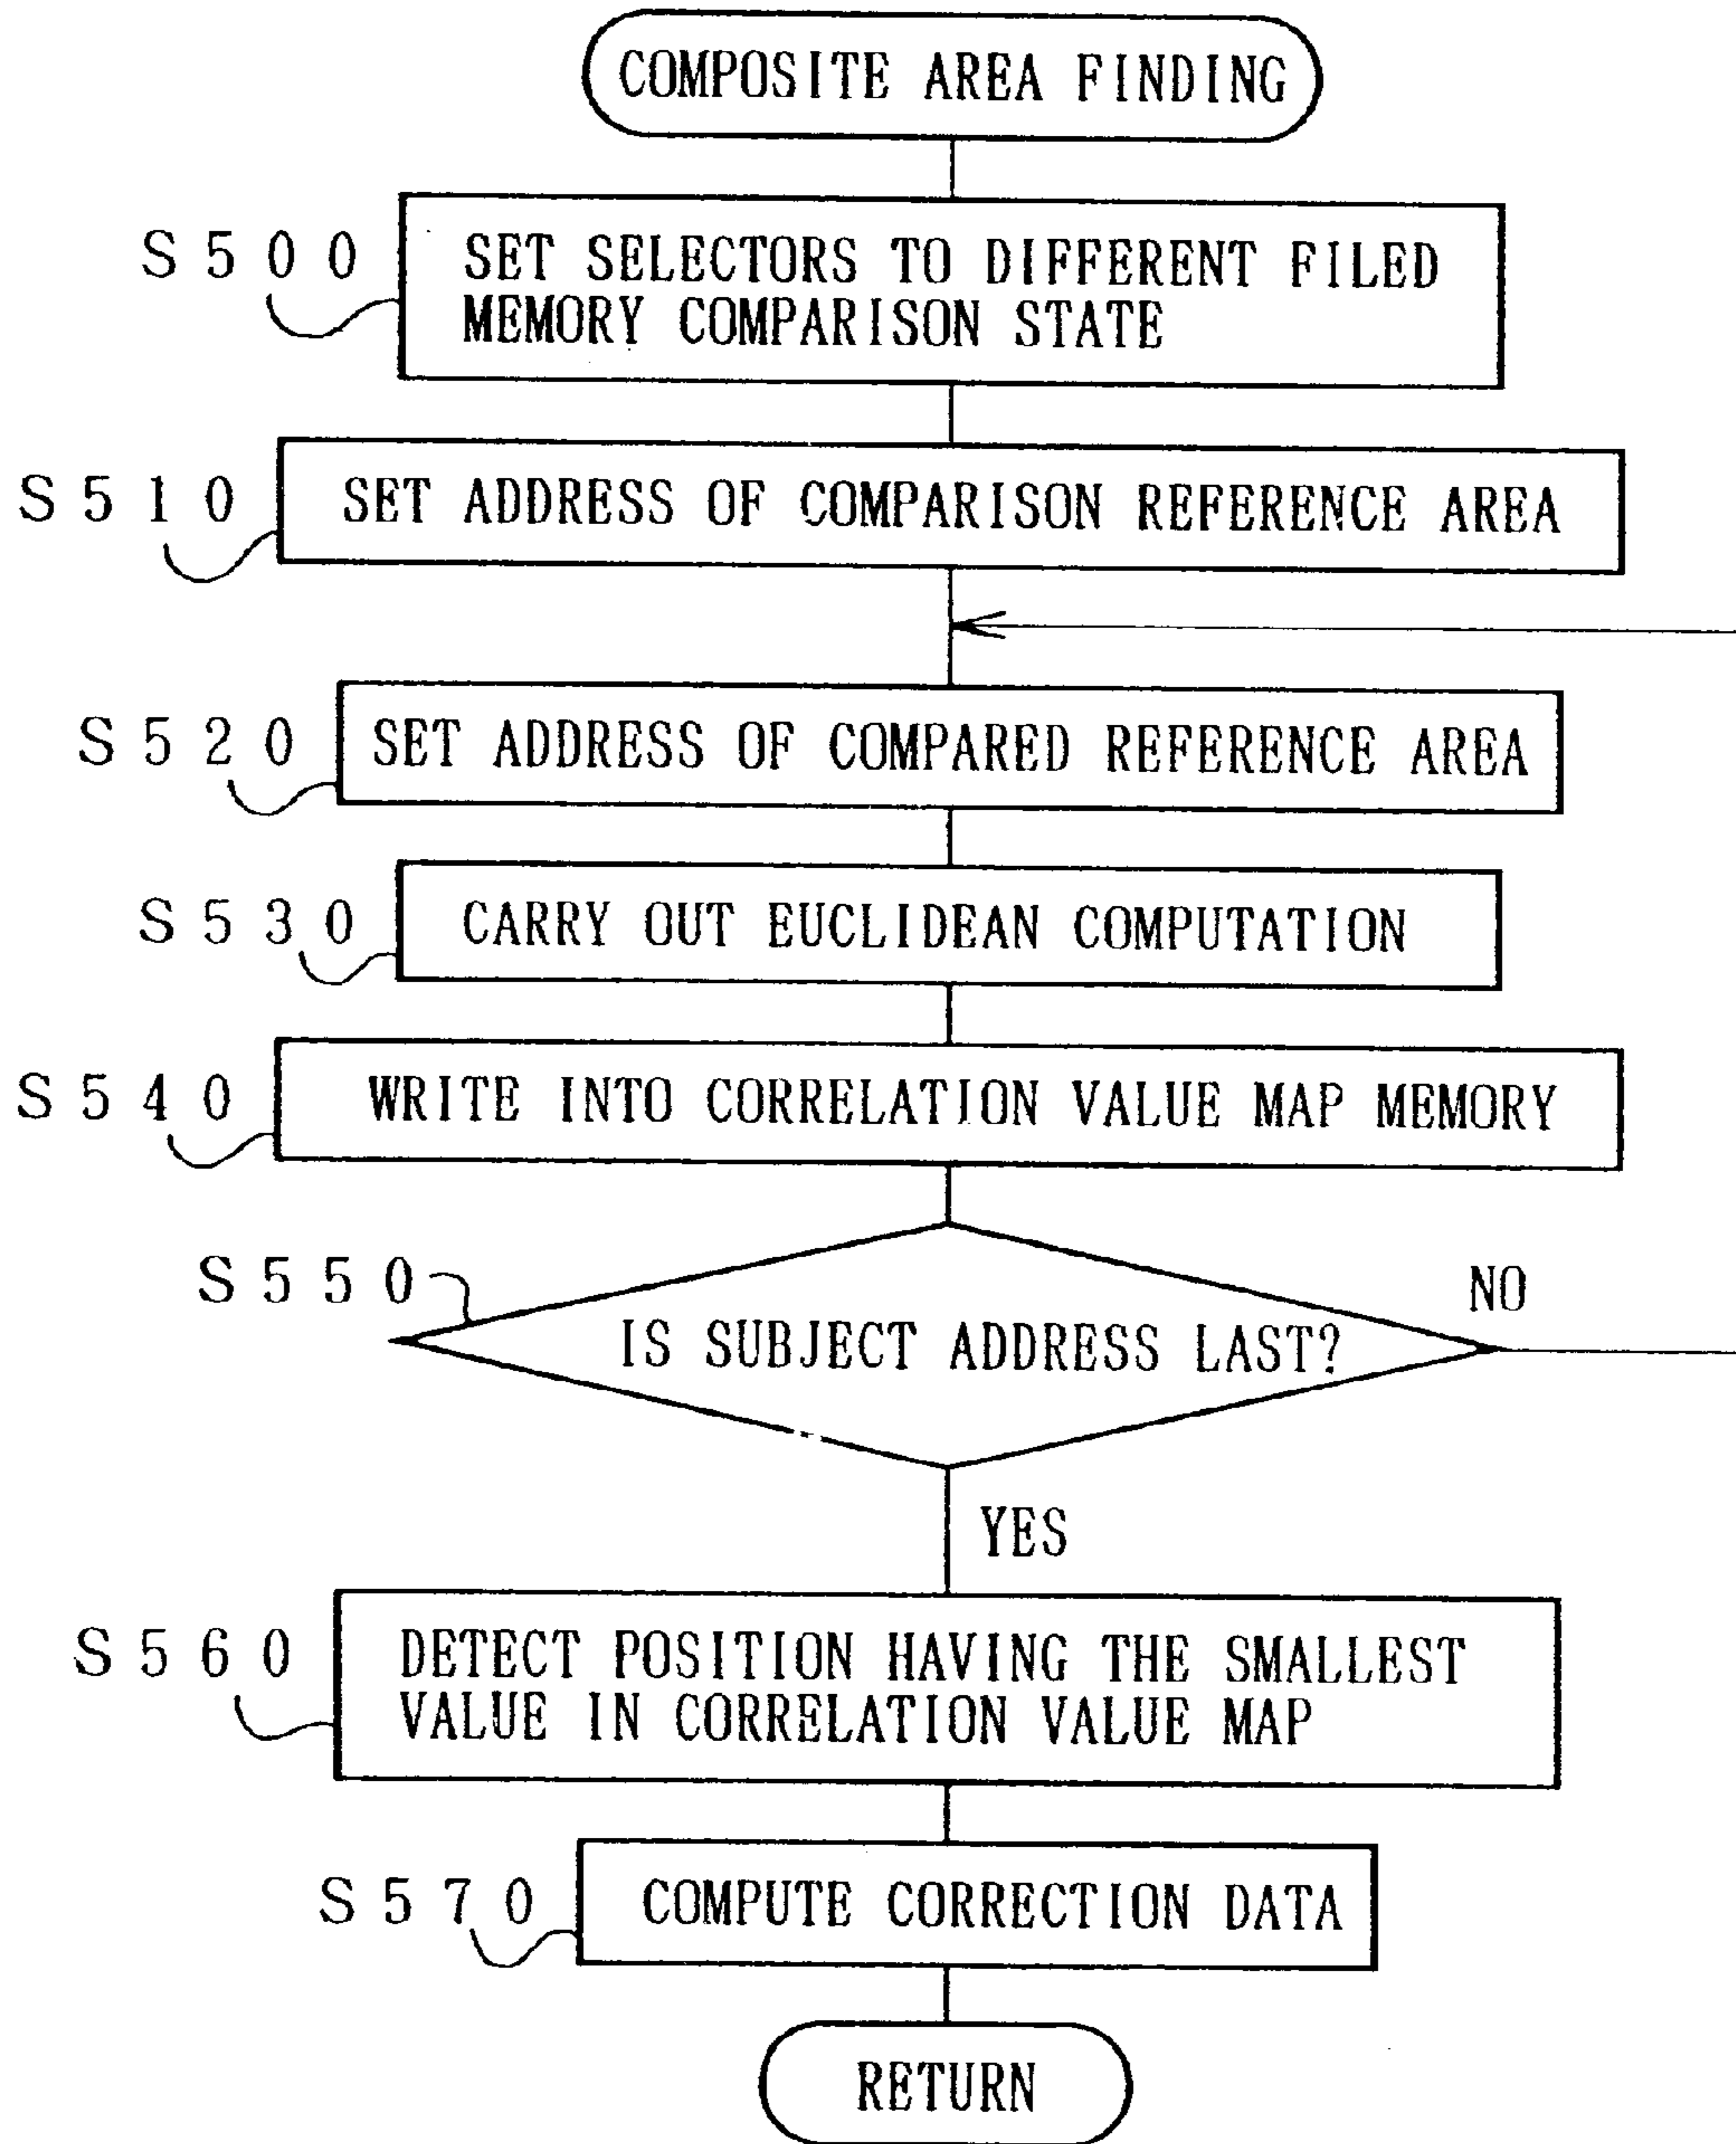 COMPOSITE AREA FINDING
S500
SET SELECTORS TO DIFFERENT FILED
MEMORY COMPARISON STATE
S510
SET ADDRESS OF COMPARISON REFERENCE AREA
S520
SET ADDRESS OF COMPARED REFERENCE AREA
S530
CARRY OUT EUCLIDEAN COMPUTATION
S540
WRITE INTO CORRELATION VALUE MAP MEMORY
S550
NO
IS SUBJECT ADDRESS LAST?
YES
S560
DETECT POSITION HAVING THE SMALLEST
VALUE IN CORRELATION VALUE MAP
S570
COMPUTE CORRECTION DATA
RETURN